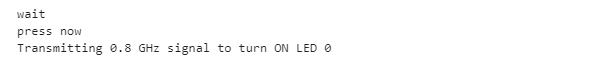 wait
press now
Transmitting 0.8 GHz signal to turn ON LED 0